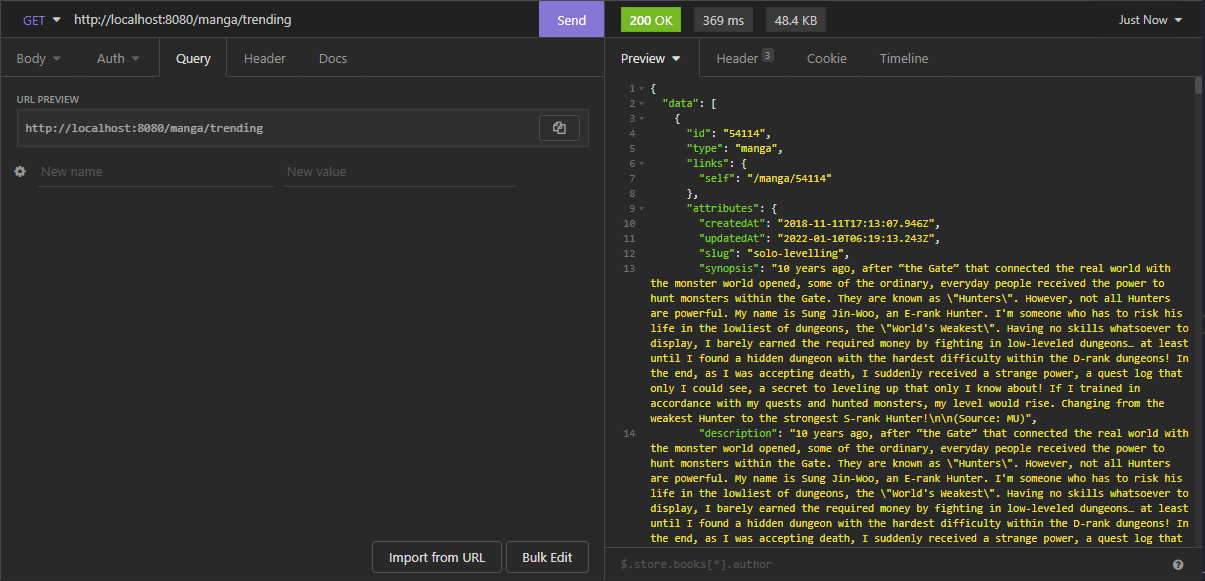 GET http://localhost:8080/manga/trending Send
Body Auth Query Header Docs
URL PREVIEW
http://localhost:8080/manga/trending
New name New value
Import from URL Bulk Edit
200 OK 369 ms 48.4 KB Just Now
Preview Header 3 Cookie Timeline
1 {
2 "data": [
3 {
4 "id": "54114",
5 "type": "manga",
6 "links": {
7 "self": "/manga/54114"
8 },
9 "attributes": {
10 "createdAt": "2018-11-11T17:13:07.946Z",
11 "updatedAt": "2022-01-10T06:19:13.243Z",
12 "slug": "solo-levelling",
13 "synopsis": "10 years ago, after “the Gate” that connected the real world with
the monster world opened, some of the ordinary, everyday people received the power to
hunt monsters within the Gate. They are known as \"Hunters\". However, not all Hunters
are powerful. My name is Sung Jin-Woo, an E-rank Hunter. I'm someone who has to risk his
life in the lowliest of dungeons, the \"World's Weakest\". Having no skills whatsoever to
display, I barely earned the required money by fighting in low-leveled dungeons… at least
until I found a hidden dungeon with the hardest difficulty within the D-rank dungeons! In
the end, as I was accepting death, I suddenly received a strange power, a quest log that
only I could see, a secret to leveling up that only I know about! If I trained in
accordance with my quests and hunted monsters, my level would rise. Changing from the
weakest Hunter to the strongest S-rank Hunter!\n\n(Source: MU)",
14 "description": "10 years ago, after “the Gate” that connected the real world with
the monster world opened, some of the ordinary, everyday people received the power to
hunt monsters within the Gate. They are known as \"Hunters\". However, not all Hunters
are powerful. My name is Sung Jin-Woo, an E-rank Hunter. I'm someone who has to risk his
life in the lowliest of dungeons, the \"World's Weakest\". Having no skills whatsoever to
display, I barely earned the required money by fighting in low-leveled dungeons… at least
until I found a hidden dungeon with the hardest difficulty within the D-rank dungeons! In
the end, as I was accepting death, I suddenly received a strange power, a quest log that
$.store.books[*].author